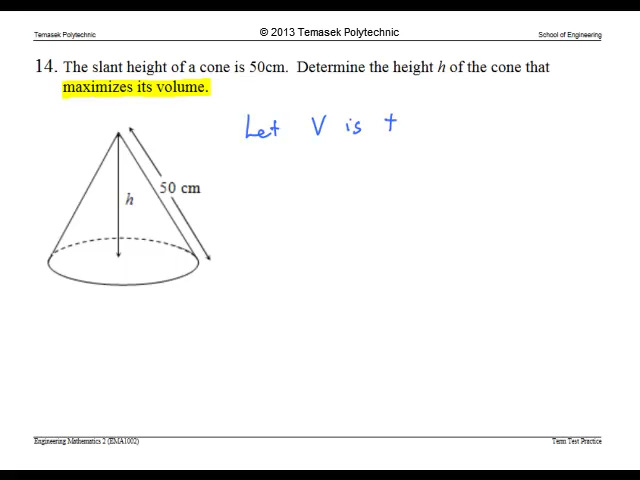 Temasek Polytechnic © 2013 Temasek Polytechnic School of Engineering
14. The slant height of a cone is 50cm. Determine the height h of the cone that
maximizes its volume.
Let V is t
50 cm
h
Engineering Mathematics 2 (EMA1002) Term Test Practice